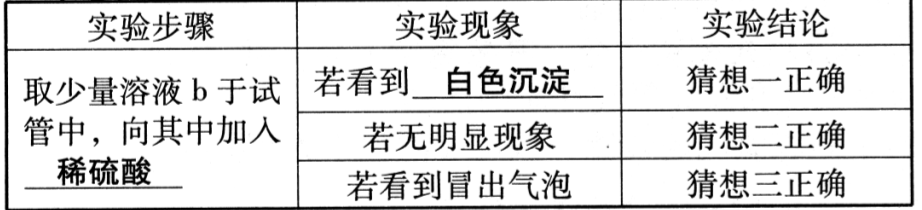 实验步骤 实验现象 实验结论
取少量溶液 b 于试
管中，向其中加入
稀硫酸
若看到 白色沉淀 猜想一正确
若无明显现象 猜想二正确
若看到冒出气泡 猜想三正确